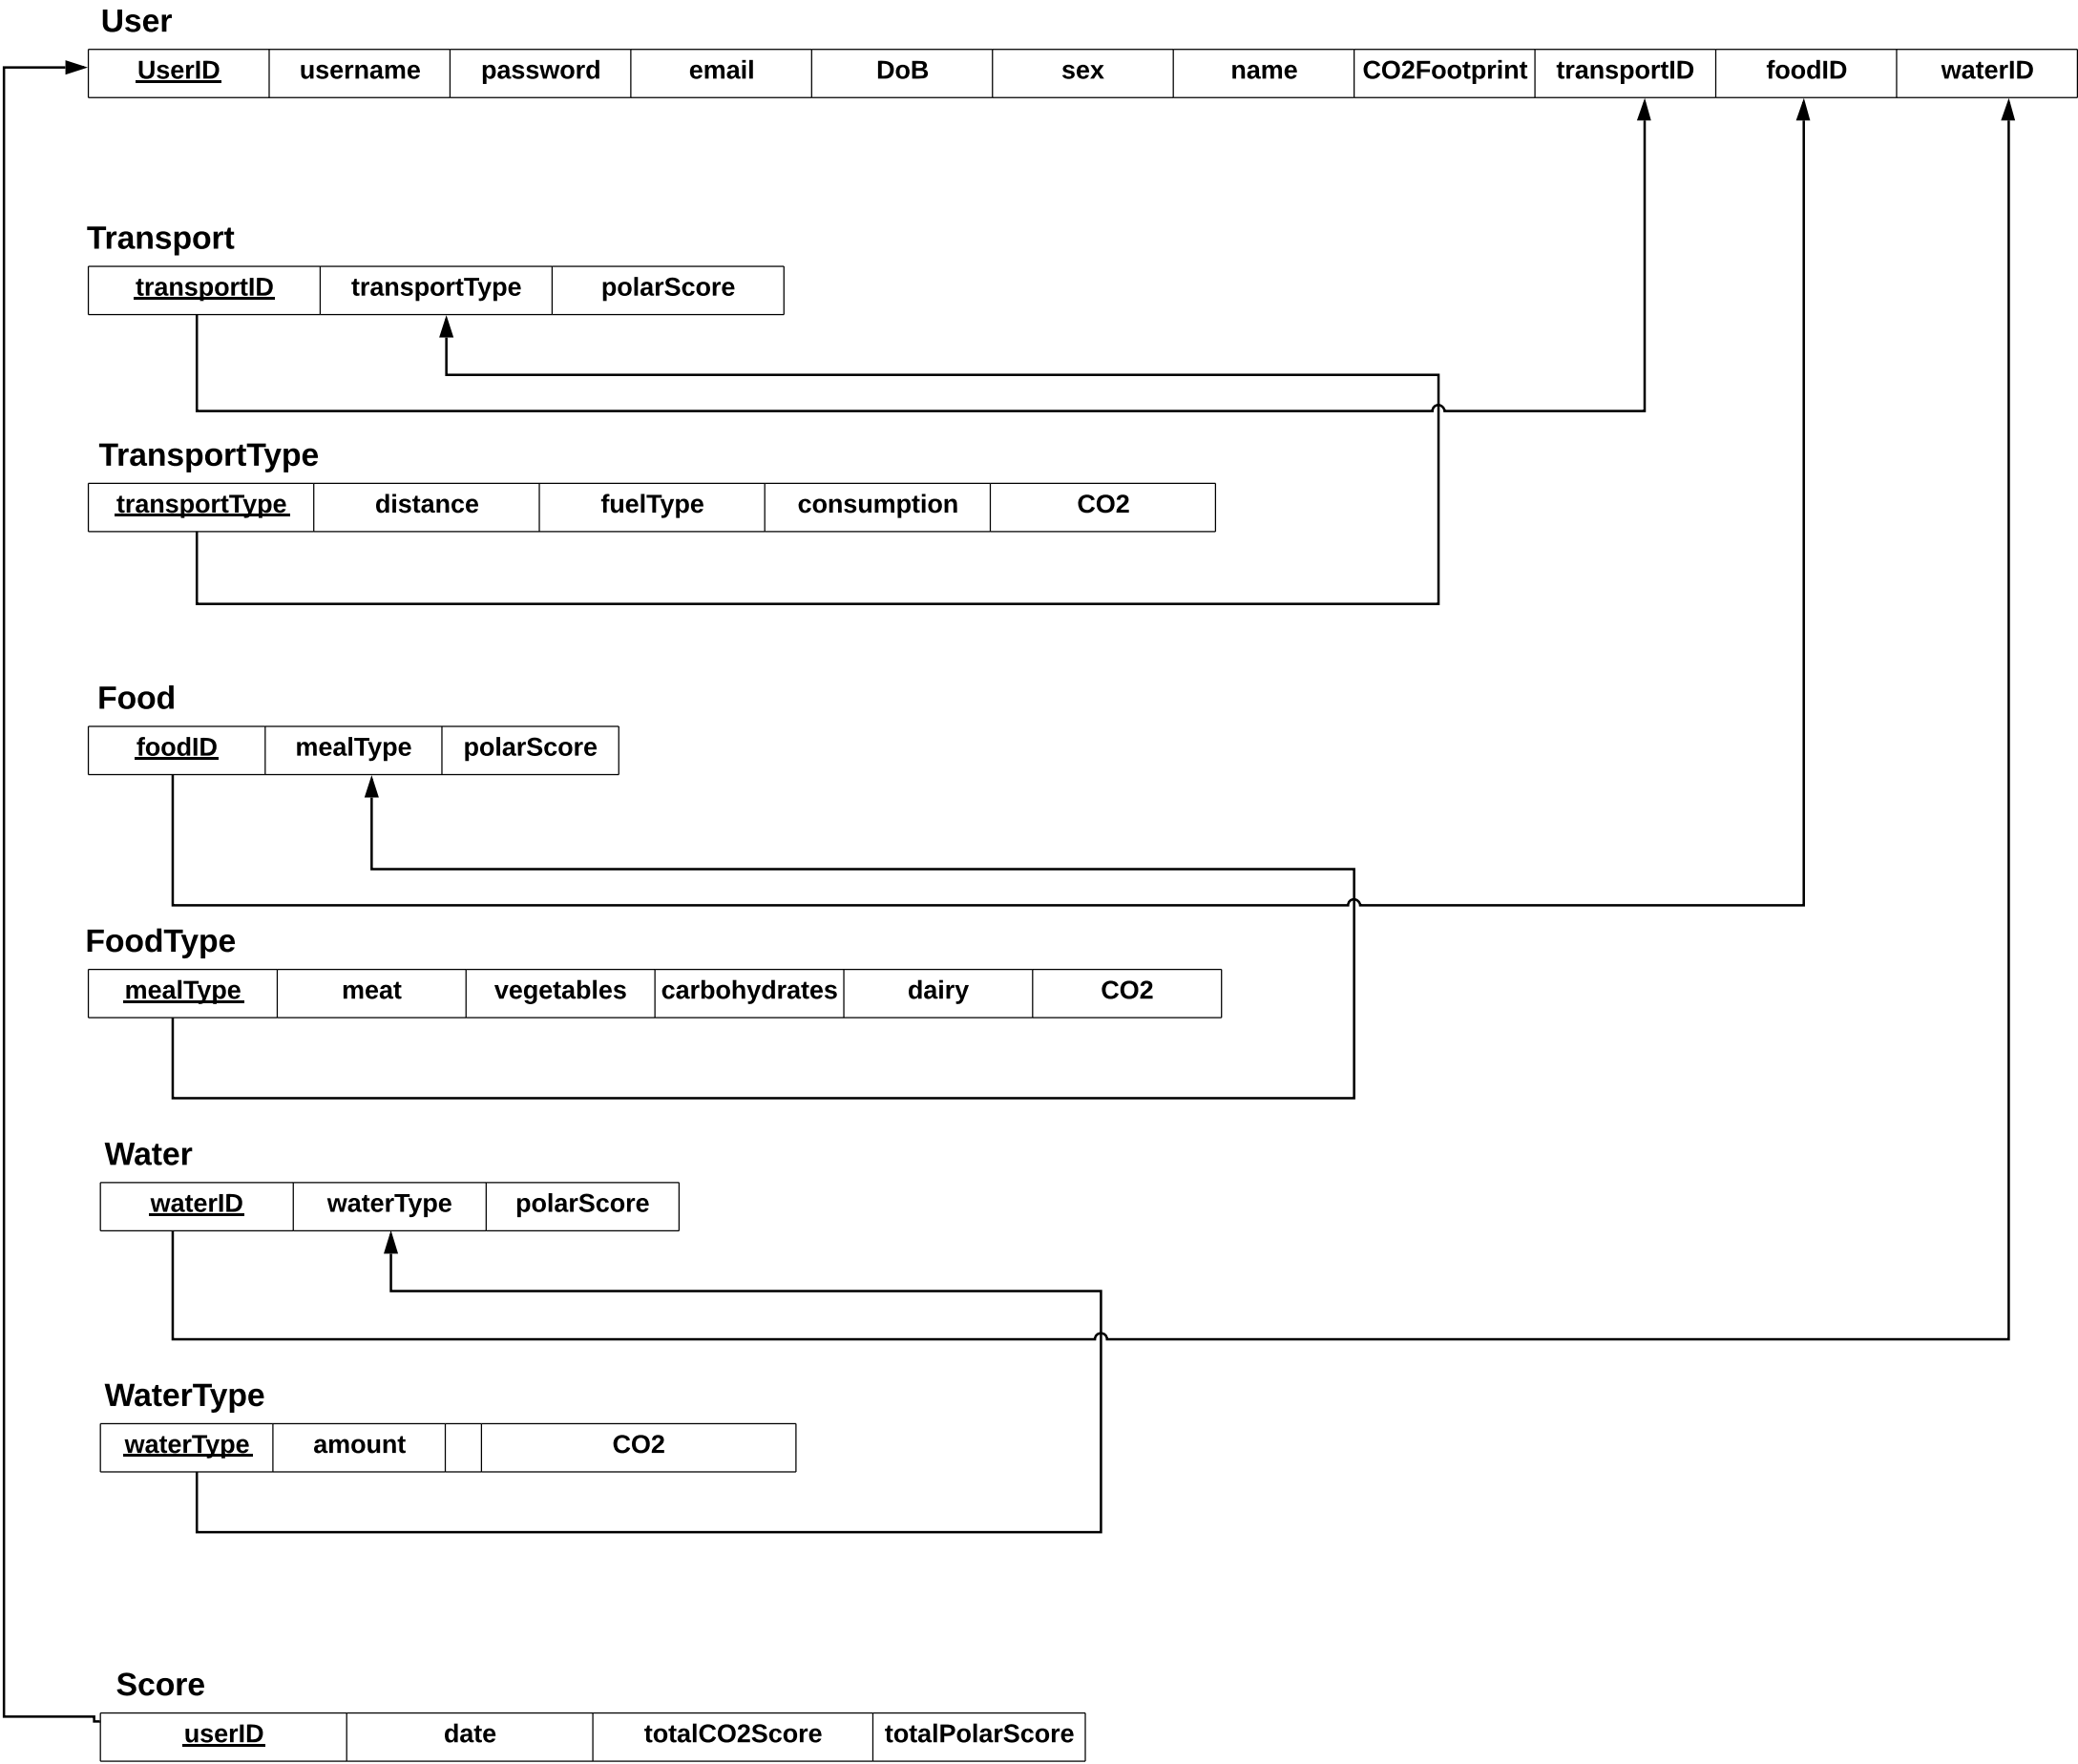 User
UserID username password email DoB sex name CO2Footprint transportID foodID waterID
Transport
transportID transportType polarScore
TransportType
transportType distance fuelType consumption CO2
Food
foodID mealType polarScore
FoodType
mealType meat vegetables carbohydrates dairy CO2
Water
waterID waterType polarScore
WaterType
waterType amount CO2
Score
userID date totalCO2Score totalPolarScore